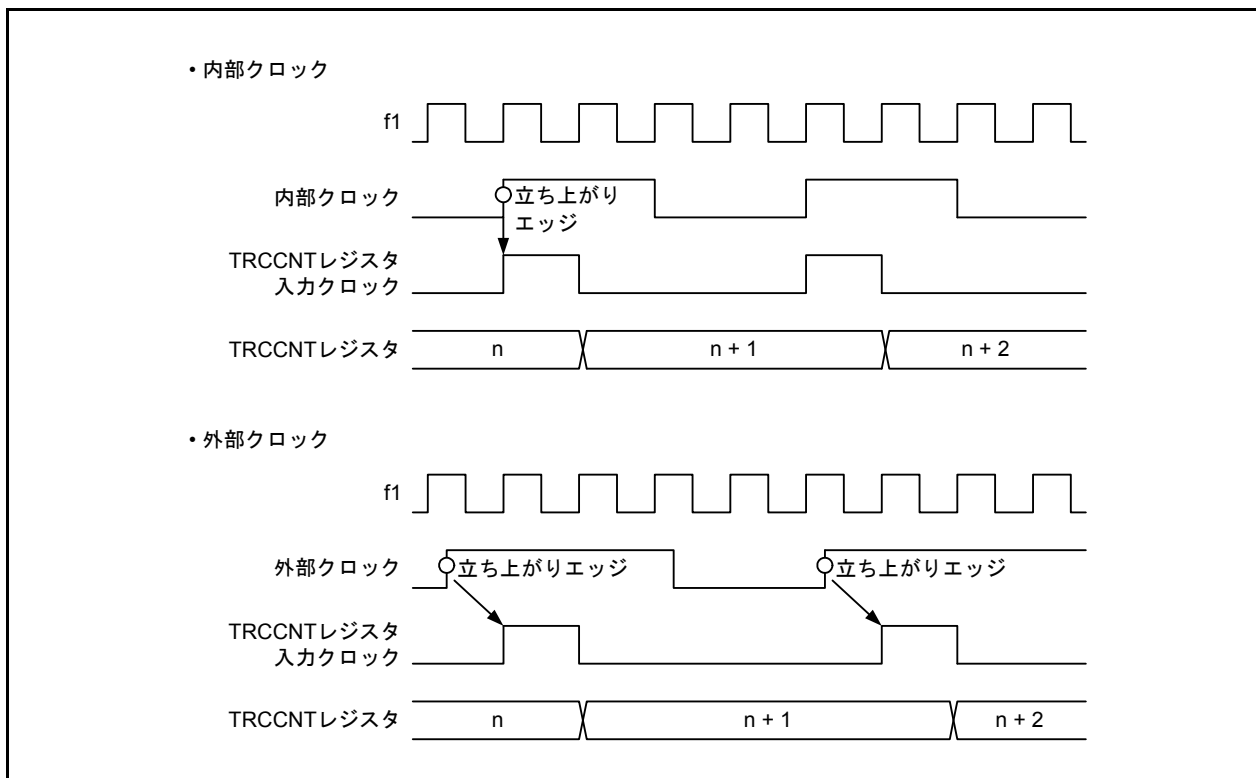 • 内部クロック
f1
内部クロック
立ち上がり
エッジ
TRCCNTレジスタ
入力クロック
TRCCNTレジスタ
n
n + 1
n + 2
• 外部クロック
f1
外部クロック
立ち上がりエッジ
立ち上がりエッジ
TRCCNTレジスタ
入力クロック
TRCCNTレジスタ
n
n + 1
n + 2